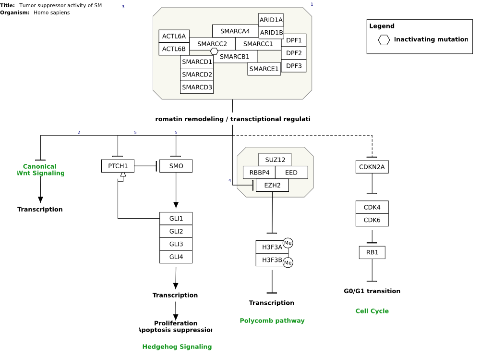 Title: Tumor suppressor activity of SM
Organism: Homo sapiens
Legend
inactivating mutation
ARID1A
ARID1B
SMARCA4
ACTL6A
ACTL6B
SMARCC2
SMARCC1
DPF1
DPF2
DPF3
SMARCB1
SMARCE1
SMARCD1
SMARCD2
SMARCD3
romatin remodeling / transctiptional regulati
Canonical
Wnt Signaling
Transcription
PTCH1
SMO
GLI1
GLI2
GLI3
GLI4
Transcription
Proliferation
Apoptosis suppression
Hedgehog Signaling
SUZ12
RBBP4
EED
EZH2
H3F3A
Me
H3F3B
Me
Transcription
Polycomb pathway
CDKN2A
CDK4
CDK6
RB1
G0/G1 transition
Cell Cycle